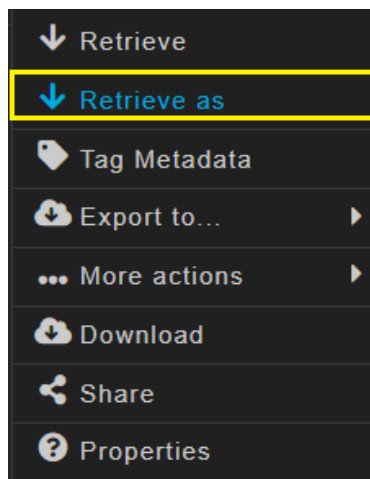 Retrieve
Retrieve as
Tag Metadata
Export to...
More actions
Download
Share
Properties